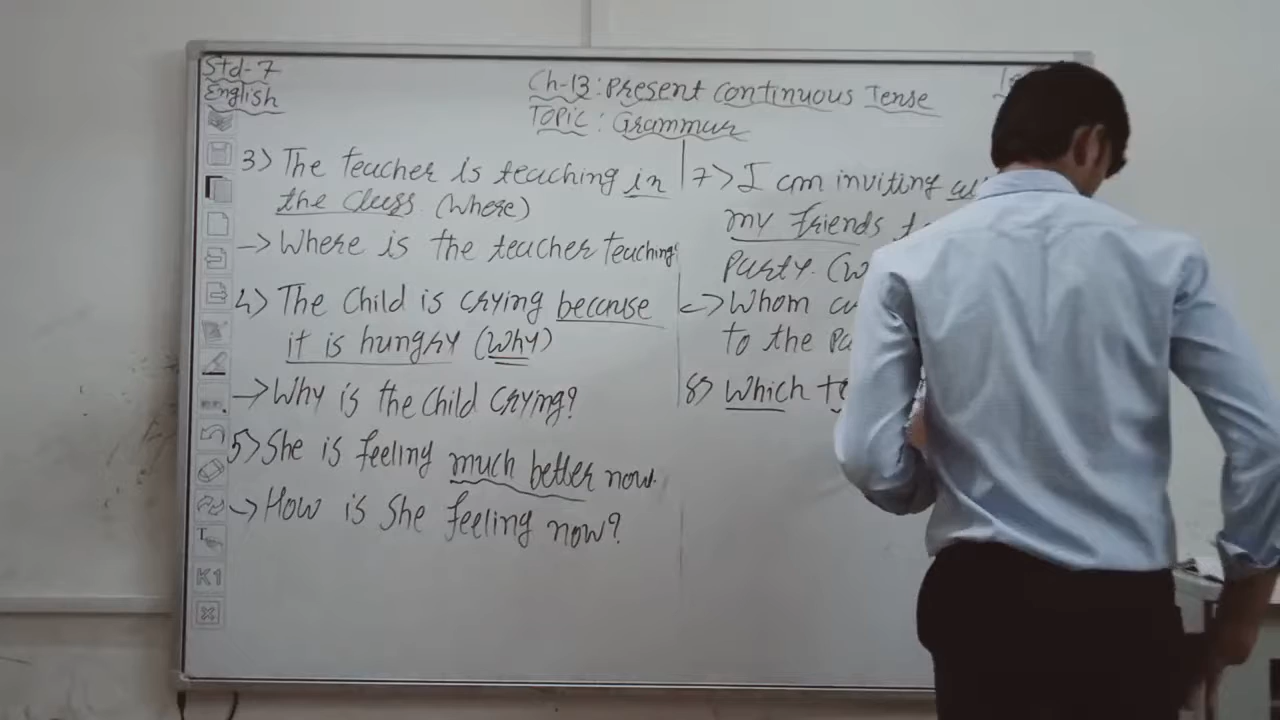 Std-7
English
Ch-13: Present continuous Tense
Topic: Grammar
3) The teacher is teaching in
the class. (Where)
→ Where is the teacher teaching?
4) The child is crying because
it is hungry (Why)
→ Why is the child crying?
5) She is feeling much better now.
→ How is she feeling now?
K1
7) I am inviting
my friends
Party.
→ Whom
to the
8) Which